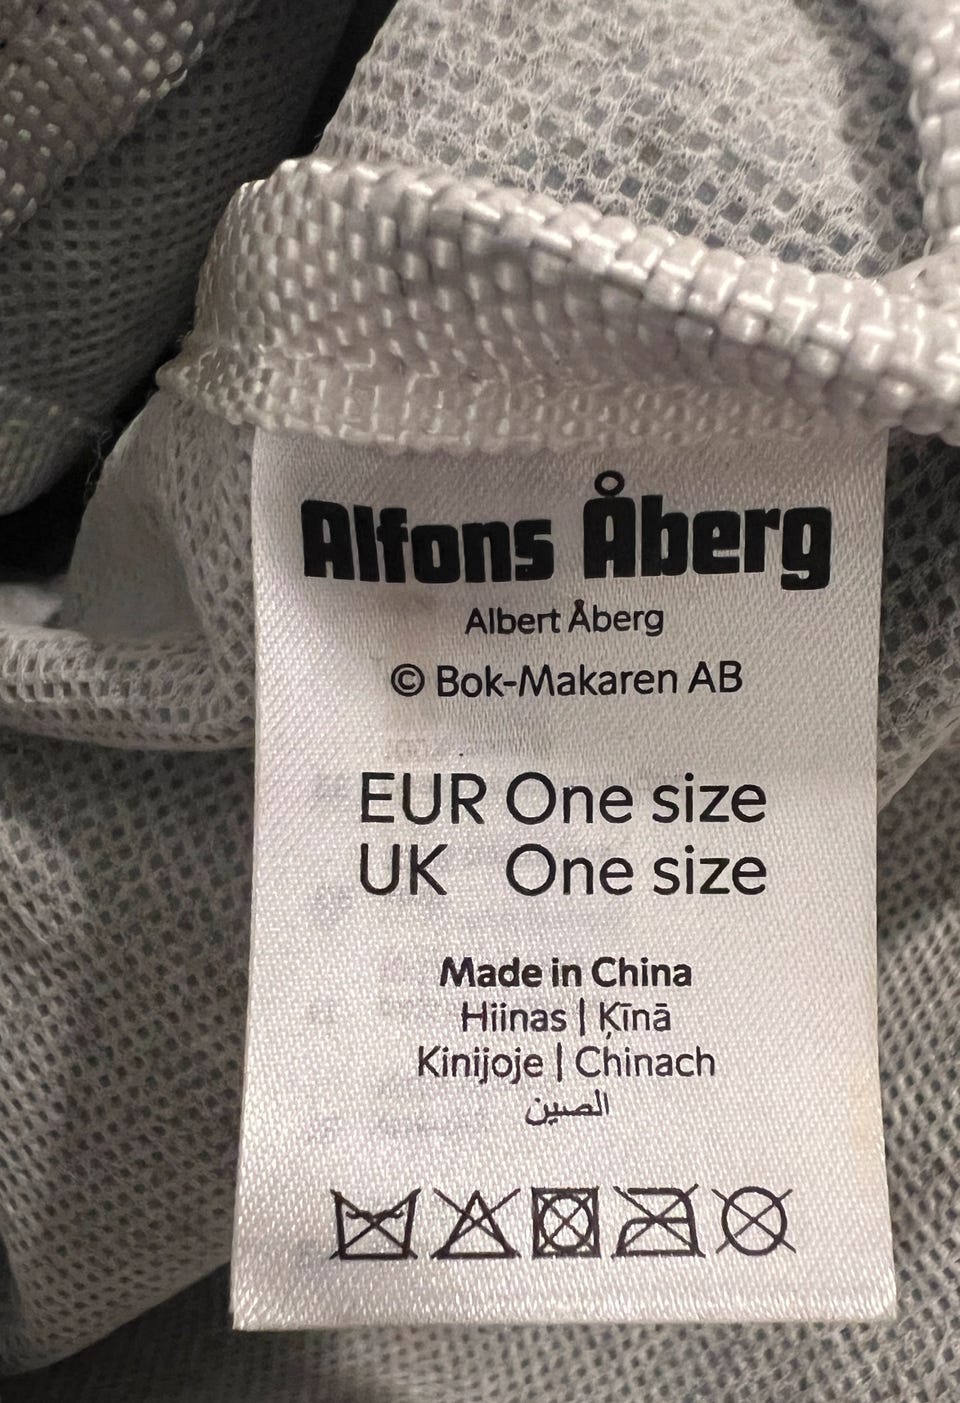 Alfons Åberg
Albert Åberg
© Bok-Makaren AB
EUR One size
UK One size
Made in China
Hiinas | Ķīnā
Kinijoje | Chinach
الصين